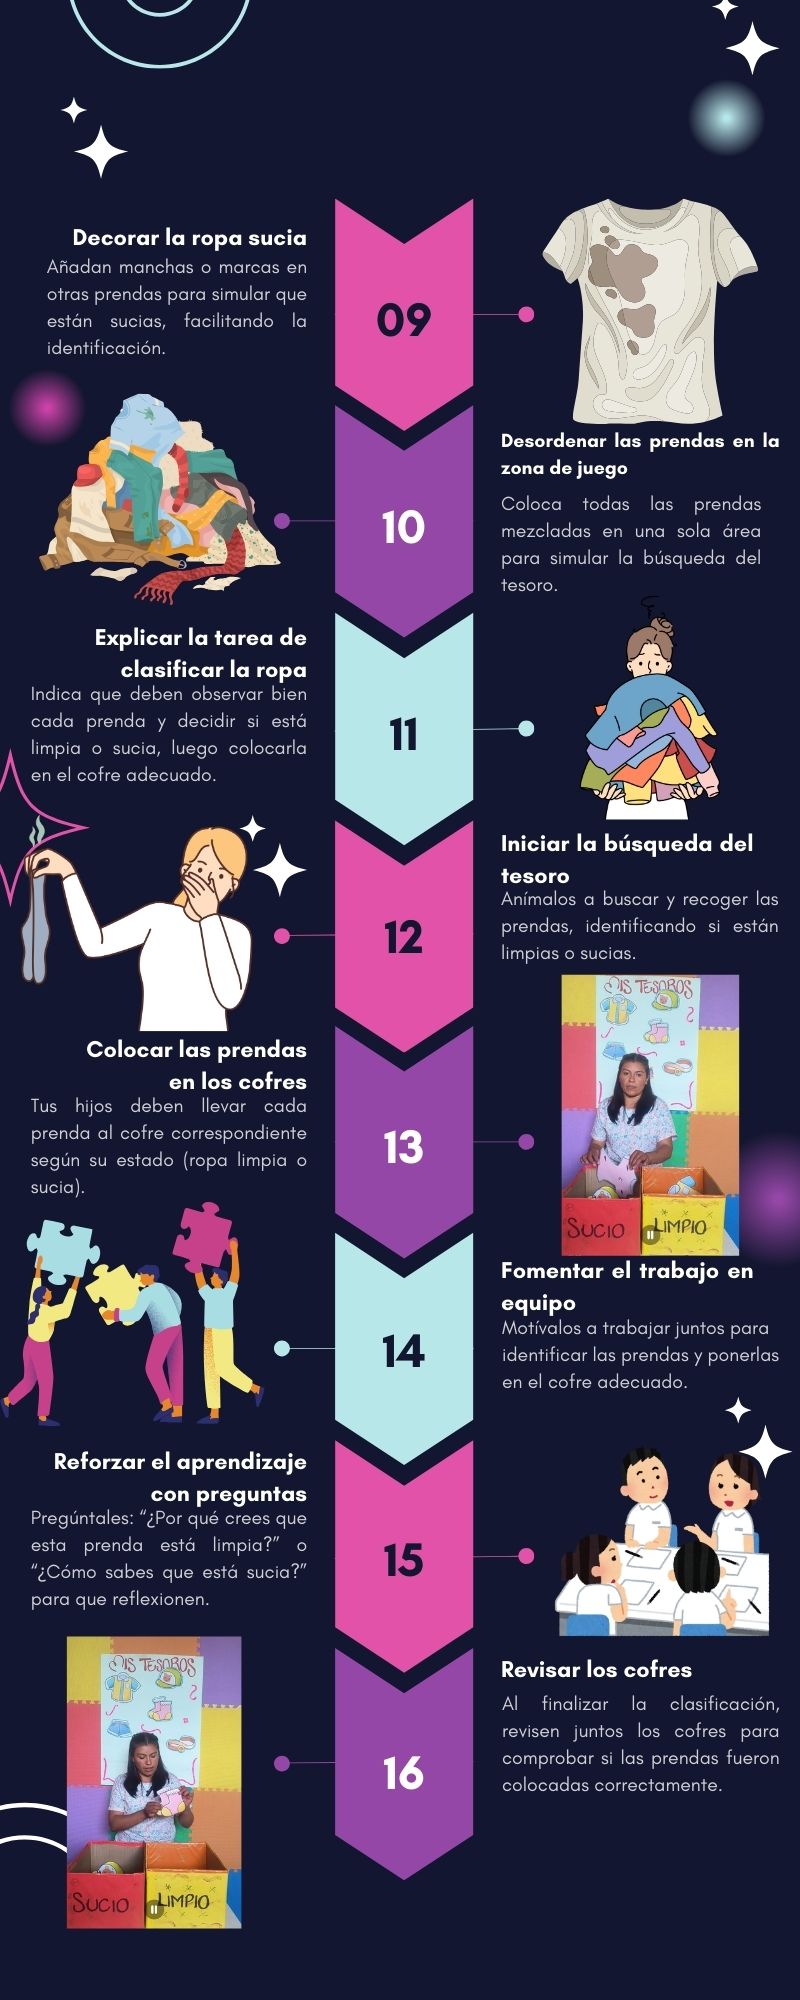 Decorar la ropa sucia
Añadan manchas o marcas en
otras prendas para simular que
están sucias, facilitando la
identificación.
09
Desordenar las prendas en la
zona de juego
Coloca todas las prendas
mezcladas en una sola área
para simular la búsqueda del
tesoro.
10
Explicar la tarea de
clasificar la ropa
Indica que deben observar bien
cada prenda y decidir si está
limpia o sucia, luego colocarla
en el cofre adecuado.
11
Iniciar la búsqueda del
tesoro
Anímalos a buscar y recoger las
prendas, identificando si están
limpias o sucias.
12
MIS TESOROS
SUCIO
LIMPIO
Colocar las prendas
en los cofres
Tus hijos deben llevar cada
prenda al cofre correspondiente
según su estado (ropa limpia o
sucia).
13
Fomentar el trabajo en
equipo
Motívalos a trabajar juntos para
identificar las prendas y ponerlas
en el cofre adecuado.
14
Reforzar el aprendizaje
con preguntas
Pregúntales: “¿Por qué crees que
esta prenda está limpia?” o
“¿Cómo sabes que está sucia?”
para que reflexionen.
15
Revisar los cofres
Al finalizar la clasificación,
revisen juntos los cofres para
comprobar si las prendas fueron
colocadas correctamente.
16
MIS TESOROS
SUCIO
LIMPIO